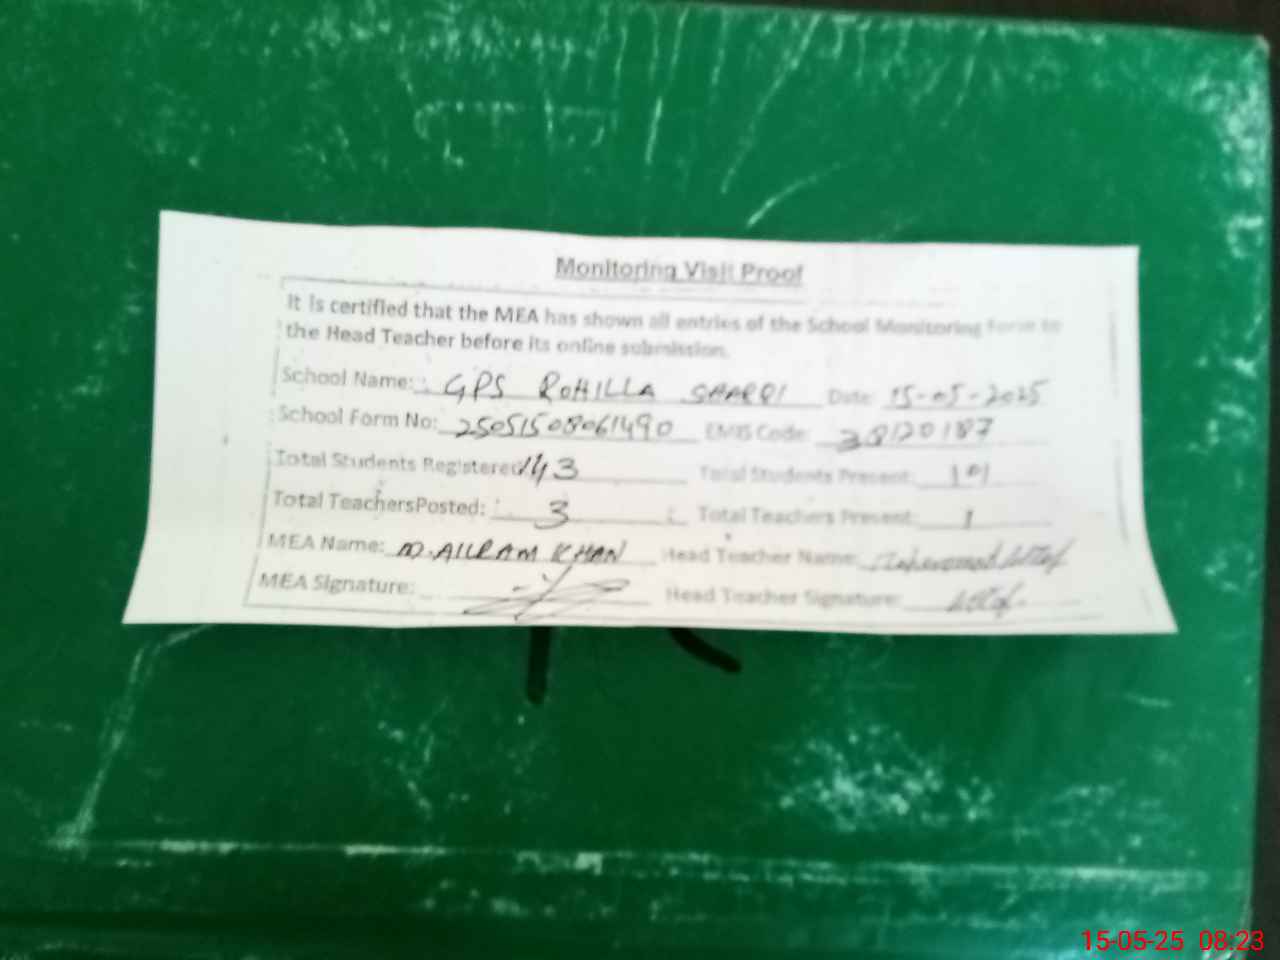 Monitoring Visit Proof
It is certified that the MEA has shown all entries of the School Monitoring Form to
the Head Teacher before its online submission.
School Name: GPS ROHILLA SHARQI Date: 15-05-2025
School Form No: 25051508061490 EMIS Code: 38120187
Total Students Registered 143 Total Students Present: 101
Total TeachersPosted: 3 Total Teachers Present: 1
MEA Name: M. AKRAM KHAN Head Teacher Name:
MEA Signature: Head Teacher Signature:
15-05-25 08:23